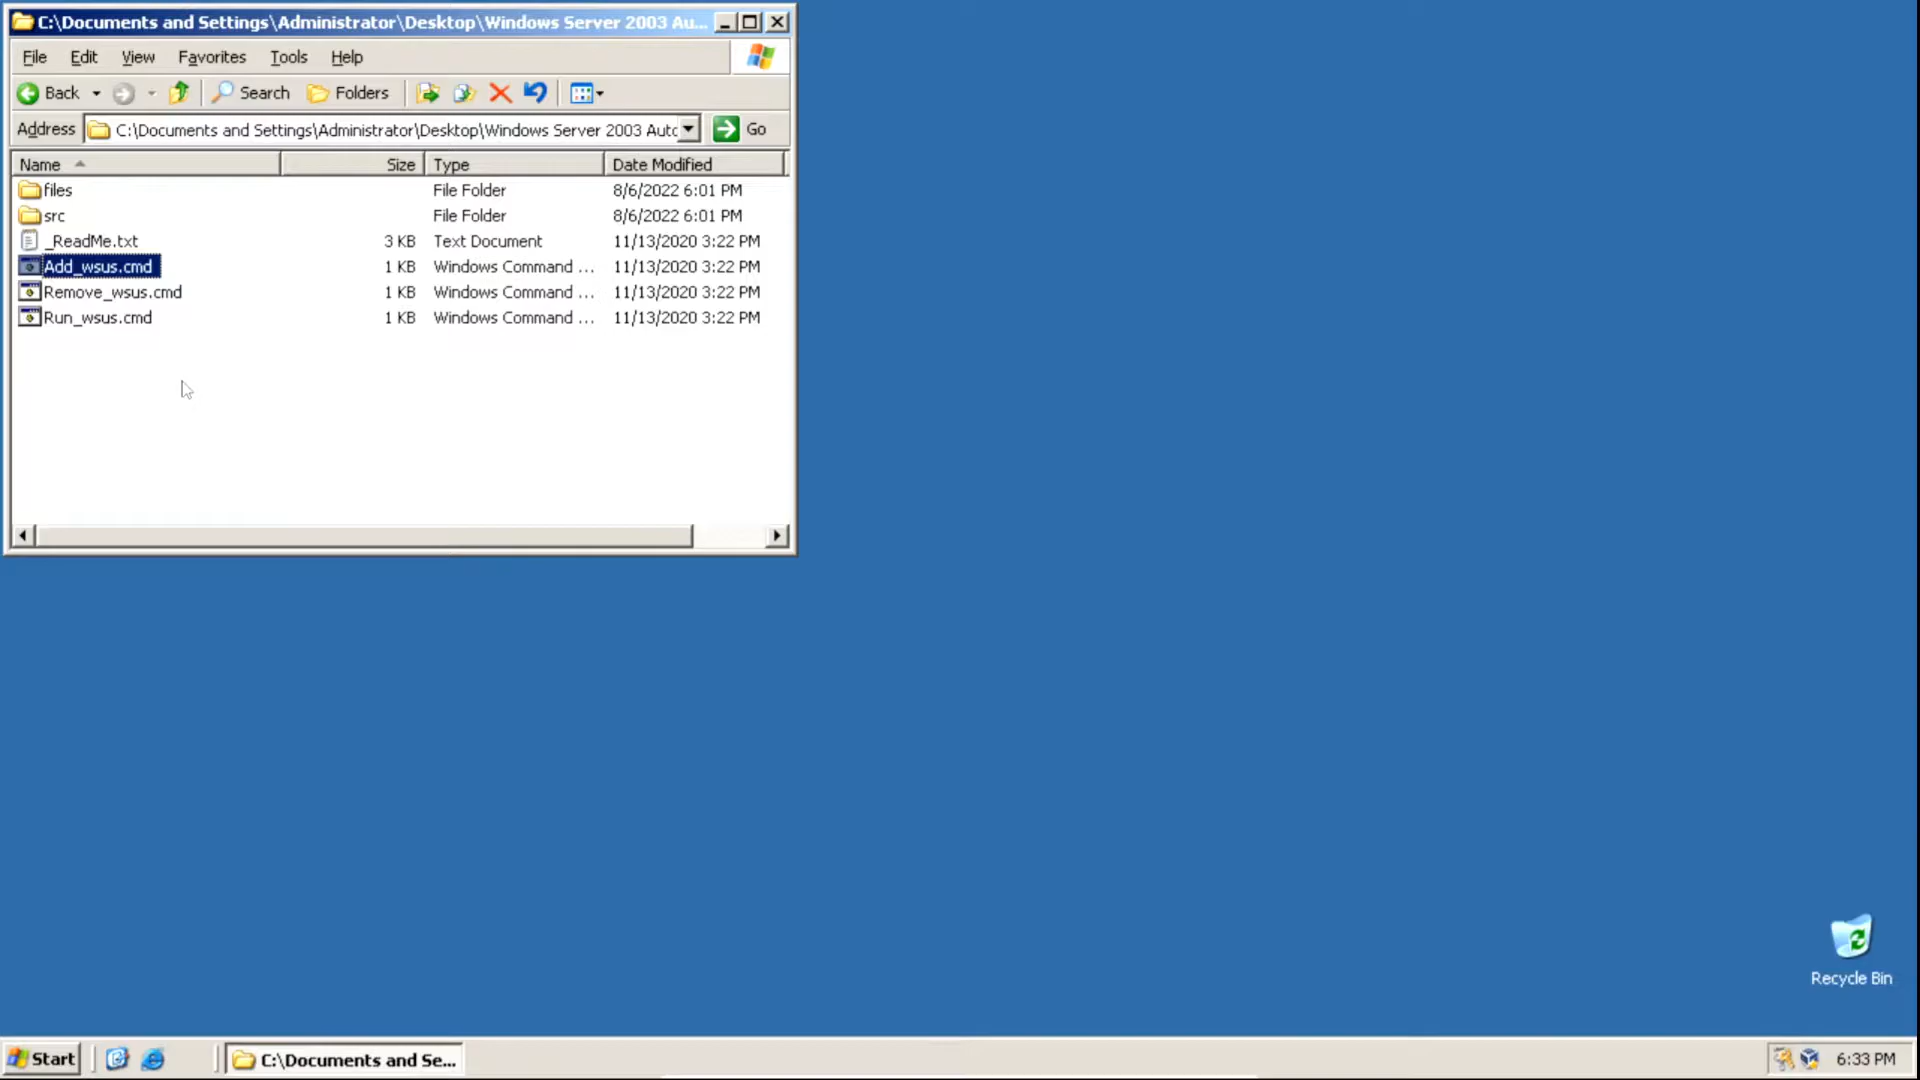 C:\Documents and Settings\Administrator\Desktop\Windows Server 2003 Au...
File Edit View Favorites Tools Help
Back Search Folders
Address C:\Documents and Settings\Administrator\Desktop\Windows Server 2003 Autc Go
Name Size Type Date Modified
files File Folder 8/6/2022 6:01 PM
src File Folder 8/6/2022 6:01 PM
_ReadMe.txt 3 KB Text Document 11/13/2020 3:22 PM
Add_wsus.cmd 1 KB Windows Command ... 11/13/2020 3:22 PM
Remove_wsus.cmd 1 KB Windows Command ... 11/13/2020 3:22 PM
Run_wsus.cmd 1 KB Windows Command ... 11/13/2020 3:22 PM
Recycle Bin
Start C:\Documents and Se... 6:33 PM